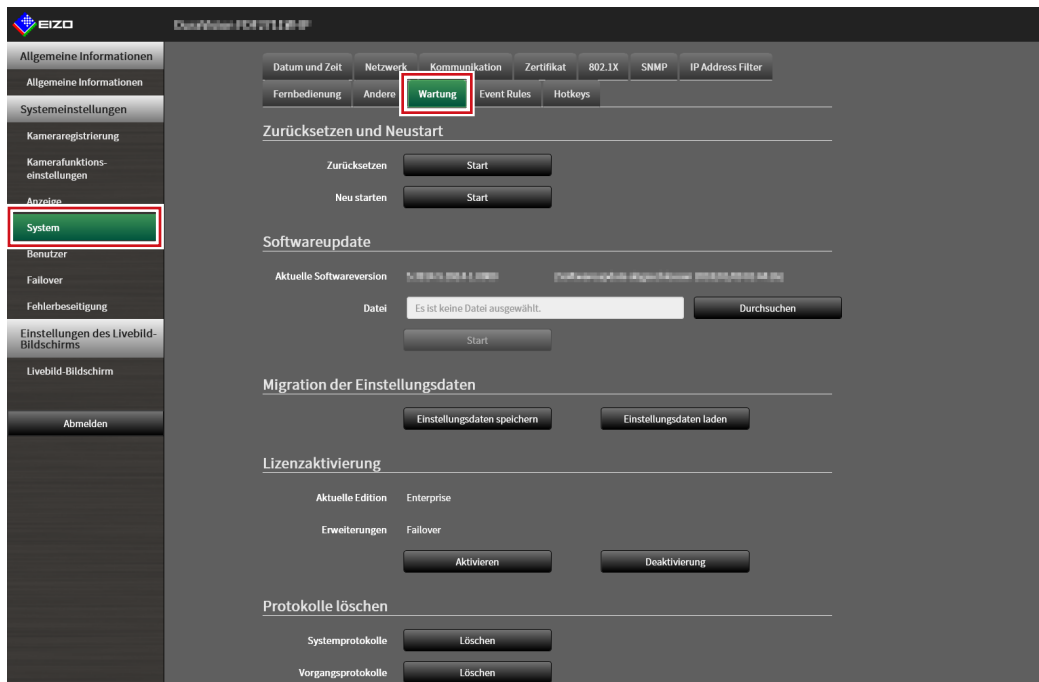 EIZO
Allgemeine Informationen
Allgemeine Informationen
Systemeinstellungen
Kameraregistrierung
Kamerafunktions-
einstellungen
Anzeige
System
Benutzer
Failover
Fehlerbeseitigung
Einstellungen des Livebild-
Bildschirms
Livebild-Bildschirm
Abmelden
Datum und Zeit Netzwerk Kommunikation Zertifikat 802.1X SNMP IP Address Filter
Fernbedienung Andere Wartung Event Rules Hotkeys
Zurücksetzen und Neustart
Zurücksetzen Start
Neu starten Start
Softwareupdate
Aktuelle Softwareversion
Datei Es ist keine Datei ausgewählt. Durchsuchen
Start
Migration der Einstellungsdaten
Einstellungsdaten speichern Einstellungsdaten laden
Lizenzaktivierung
Aktuelle Edition Enterprise
Erweiterungen Failover
Aktivieren Deaktivierung
Protokolle löschen
Systemprotokolle Löschen
Vorgangsprotokolle Löschen